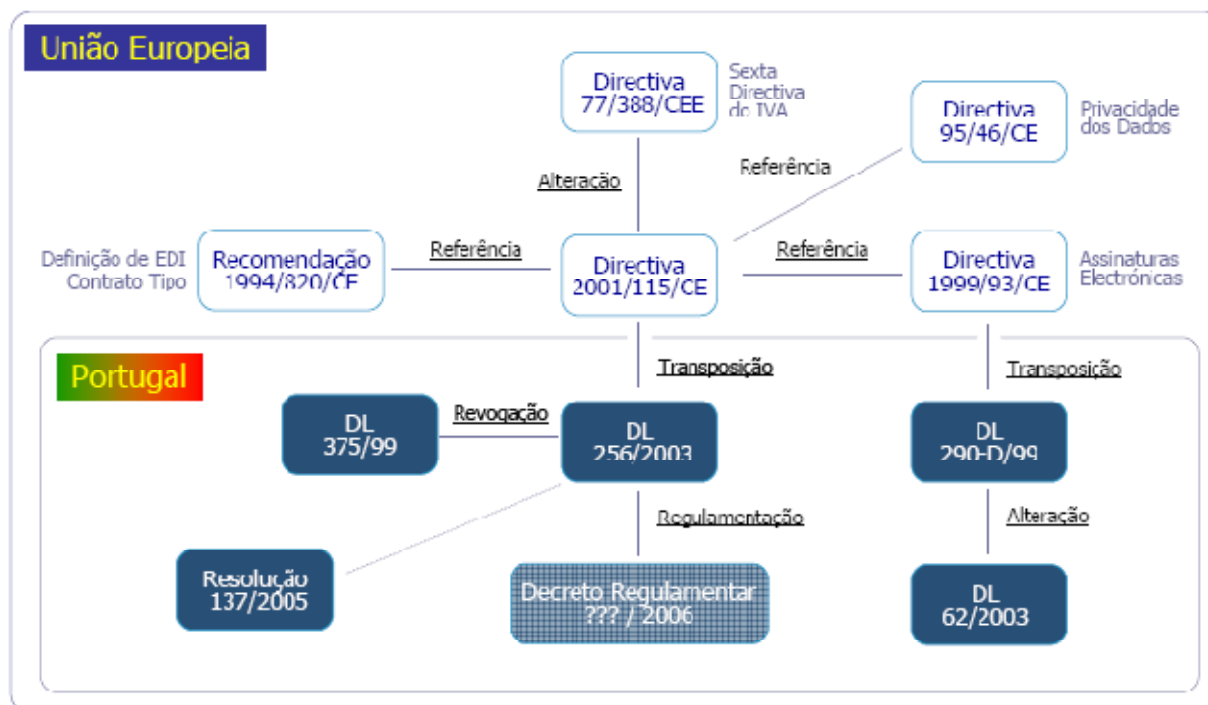 União Europeia
Directiva
77/388/CEE
Sexta
Directiva
do IVA
Directiva
95/46/CE
Privacidade
dos Dados
Alteração
Referência
Definição de EDI
Contrato Tipo
Recomendação
1994/820/CE
Referência
Directiva
2001/115/CE
Referência
Directiva
1999/93/CE
Assinaturas
Electrónicas
Portugal
Transposição
Transposição
DL
375/99
Revogação
DL
256/2003
DL
290-D/99
Regulamentação
Alteração
Resolução
137/2005
Decreto Regulamentar
??? / 2006
DL
62/2003